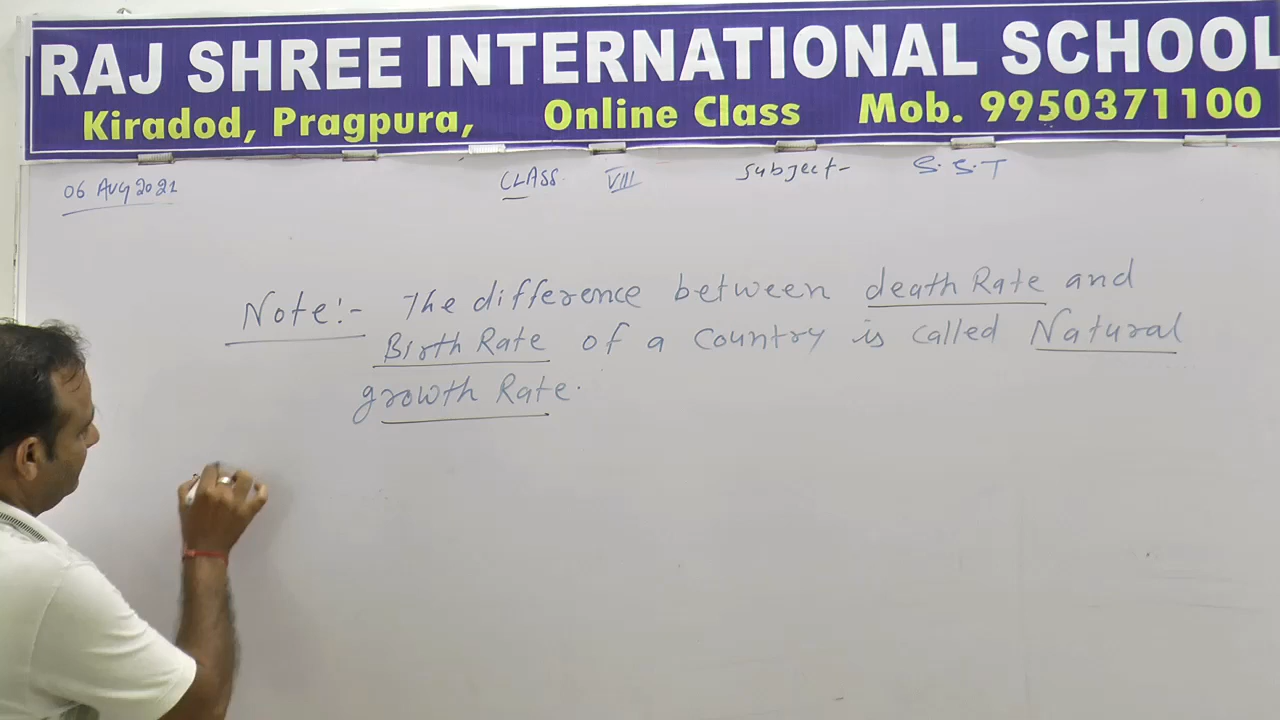 RAJ SHREE INTERNATIONAL SCHOOL
Kiradod, Pragpura, Online Class Mob. 9950371100
06 Aug 2021 CLASS VIII Subject- S.S.T
Note:- The difference between death Rate and
Birth Rate of a Country is called Natural
growth Rate.